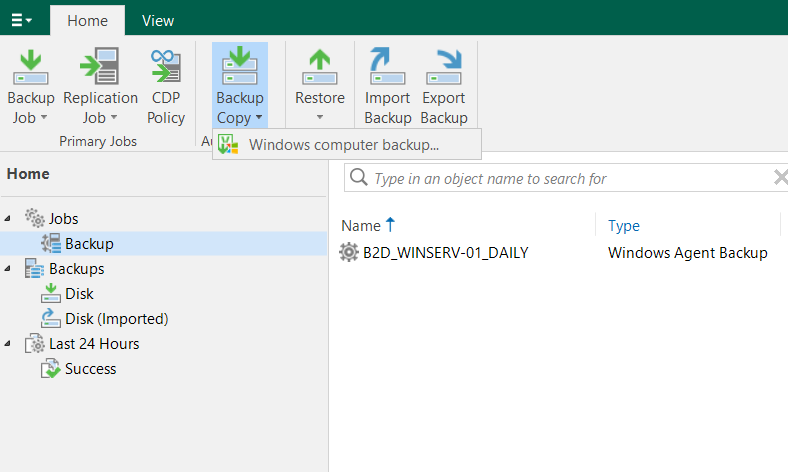 Home View
Backup Job
Replication Job
CDP Policy
Backup Copy
Restore
Import Backup
Export Backup
Primary Jobs
Windows computer backup...
Home
Type in an object name to search for
Jobs
Backup
Backups
Disk
Disk (Imported)
Last 24 Hours
Success
Name Type
B2D_WINSERV-01_DAILY Windows Agent Backup